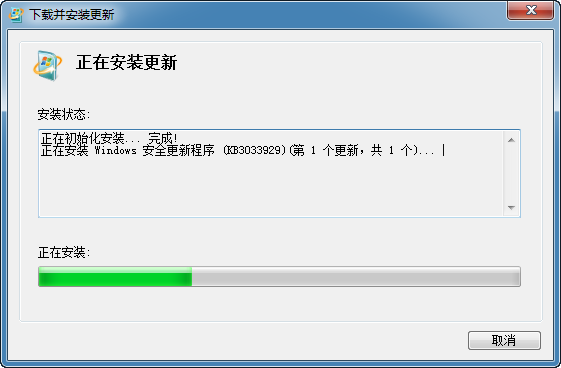 下载并安装更新
正在安装更新
安装状态:
正在初始化安装... 完成!
正在安装 Windows 安全更新程序 (KB3033929)(第 1 个更新，共 1 个)...
正在安装:
取消